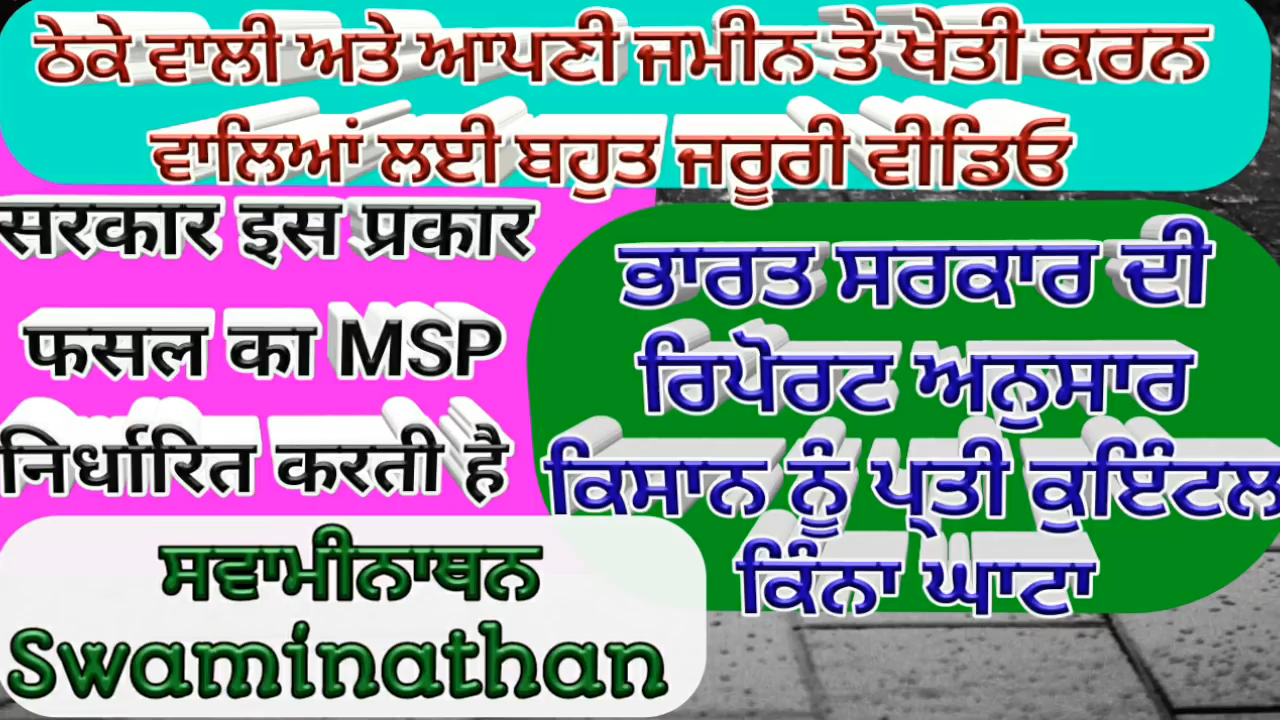 ਠੇਕੇ ਵਾਲੀ ਅਤੇ ਆਪਣੀ ਜਮੀਨ ਤੇ ਖੇਤੀ ਕਰਨ
ਵਾਲਿਆਂ ਲਈ ਬਹੁਤ ਜਰੂਰੀ ਵੀਡਿਓ
सरकार इस प्रकार
फसल का MSP
निर्धारित करती है
ਭਾਰਤ ਸਰਕਾਰ ਦੀ
ਰਿਪੋਰਟ ਅਨੁਸਾਰ
ਕਿਸਾਨ ਨੂੰ ਪ੍ਰਤੀ ਕੁਇੰਟਲ
ਕਿੰਨਾ ਘਾਟਾ
ਸਵਾਮੀਨਾਥਨ
Swaminathan